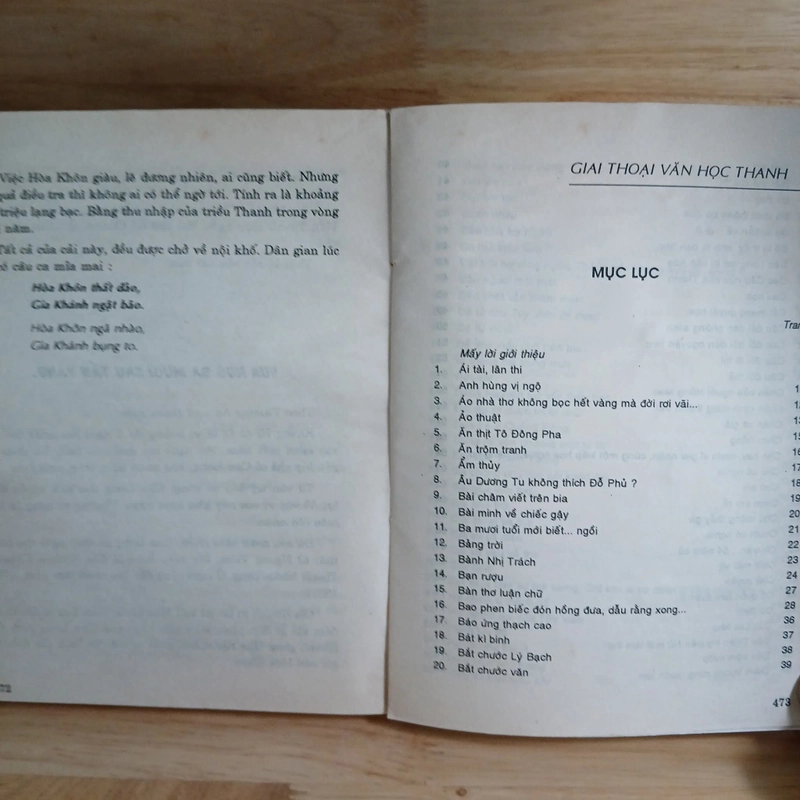 Việc Hòa Khôn giàu, lẽ đương nhiên, ai cũng biết. Nhưng
quả điều tra thì không ai có thể ngờ tới. Tính ra là khoảng
triệu lạng bạc. Bằng thu nhập của triều Thanh trong vòng
năm.
Tất cả của cải này, đều được chở về nội khố. Dân gian lúc
có câu ca mỉa mai :
Hòa Khôn thất đảo,
Gia Khánh ngật bão.
Hòa Khôn ngã nhào,
Gia Khánh bụng to.
72
GIAI THOẠI VĂN HỌC THANH
MỤC LỤC
Tran
Mấy lời giới thiệu
1. Ái tài, lân thi
2. Anh hùng vị ngộ 1
3. Áo nhà thơ không bọc hết vàng mà đời rơi vãi... 12
4. Ảo thuật 13
5. Ăn thịt Tô Đông Pha 15
6. Ăn trộm tranh 16
7. Ẩm thủy 17
8. Âu Dương Tu không thích Đỗ Phủ ? 18
9. Bài châm viết trên bia 19
10. Bài minh về chiếc gậy 20
11. Ba mươi tuổi mới biết... ngồi 21
12. Bảng trời 22
13. Bành Nhị Trách 23
14. Bạn rượu 24
15. Bàn thơ luận chữ 27
16. Bao phen biếc đón hồng đưa, dẫu rằng xong... 28
17. Báo ứng thạch cao 36
18. Bát kì binh 37
19. Bắt chước Lý Bạch 38
20. Bắt chước văn 39
473